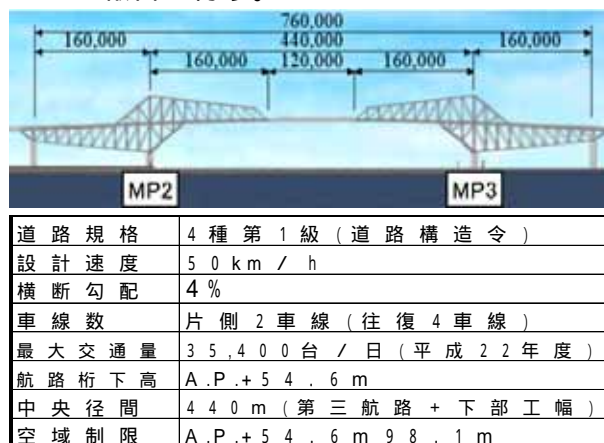 760,000
160,000 440,000 160,000
160,000 120,000 160,000
MP2 MP3
道路規格 4種第1級(道路構造令)
設計速度 50km/h
横断勾配 4%
車線数 片側2車線(往復4車線)
最大交通量 35,400台/日(平成22年度)
航路桁下高 A.P.+54.6m
中央径間 440m(第三航路+下部工幅)
空域制限 A.P.+54.6m98.1m